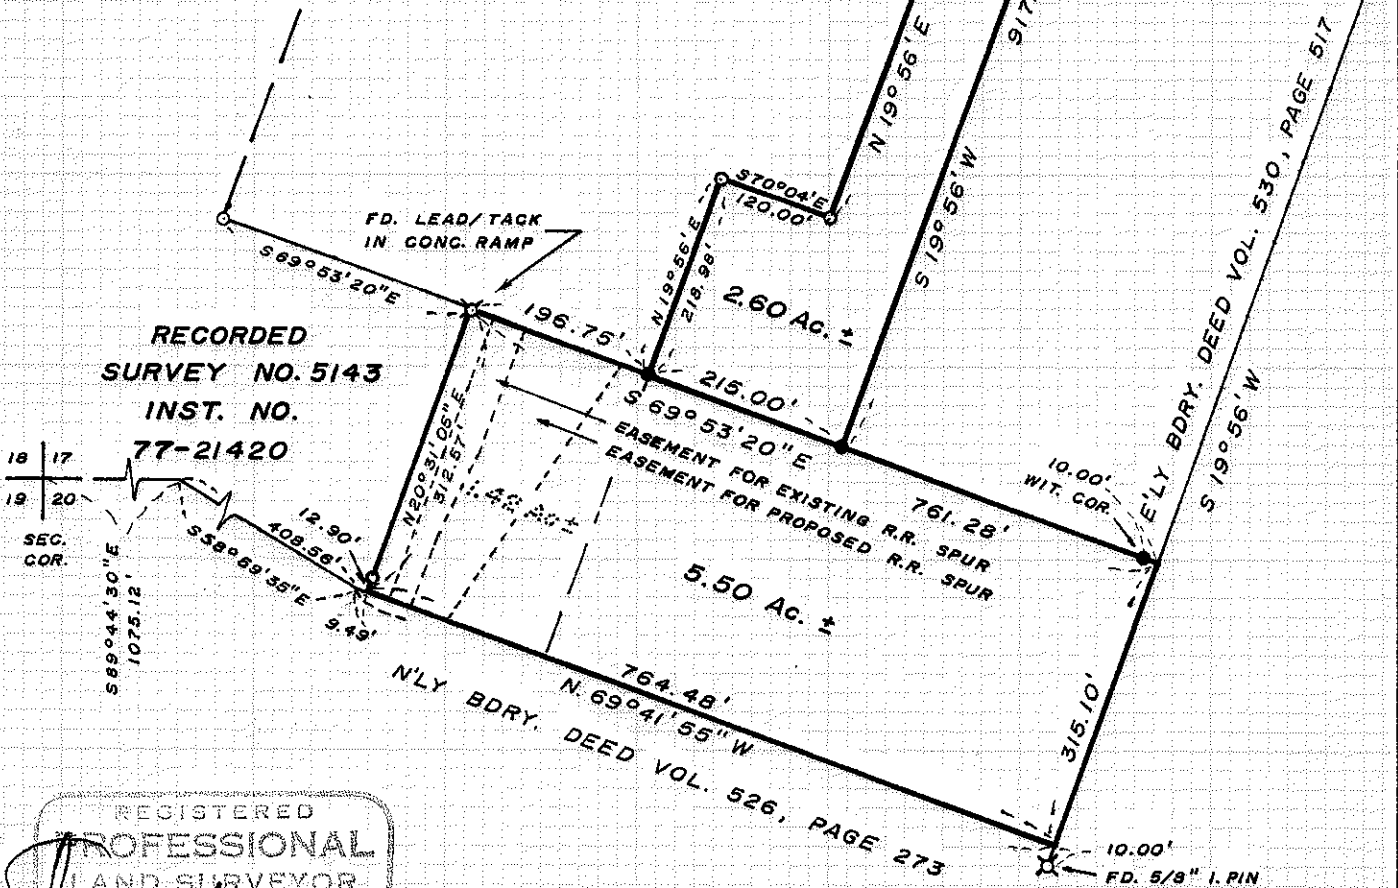 N 19° 56' E
917.
S 19° 56' W
E'LY BDRY. DEED VOL. 530, PAGE 517
S 19° 56' W
S 70° 04' E
120.00'
FD. LEAD/TACK
IN CONC. RAMP
S 69° 53' 20" E
N 19° 56' E
218.98'
2.60 Ac. ±
196.75'
215.00'
S 69° 53' 20" E
RECORDED
SURVEY NO. 5143
INST. NO.
77-21420
18 17
19 20
SEC.
COR.
S 89° 44' 30" E
1075.12'
12.90'
408.56'
9.49'
N 20° 31' 05" E
312.57'
EASEMENT FOR EXISTING R.R. SPUR
EASEMENT FOR PROPOSED R.R. SPUR
10.00'
WIT. COR.
761.28'
5.50 Ac. ±
764.48'
N. 69° 41' 55" W
N'LY BDRY. DEED VOL. 526, PAGE 273
315.10'
10.00'
FD. 5/8" I. PIN
REGISTERED
PROFESSIONAL
LAND SURVEYOR